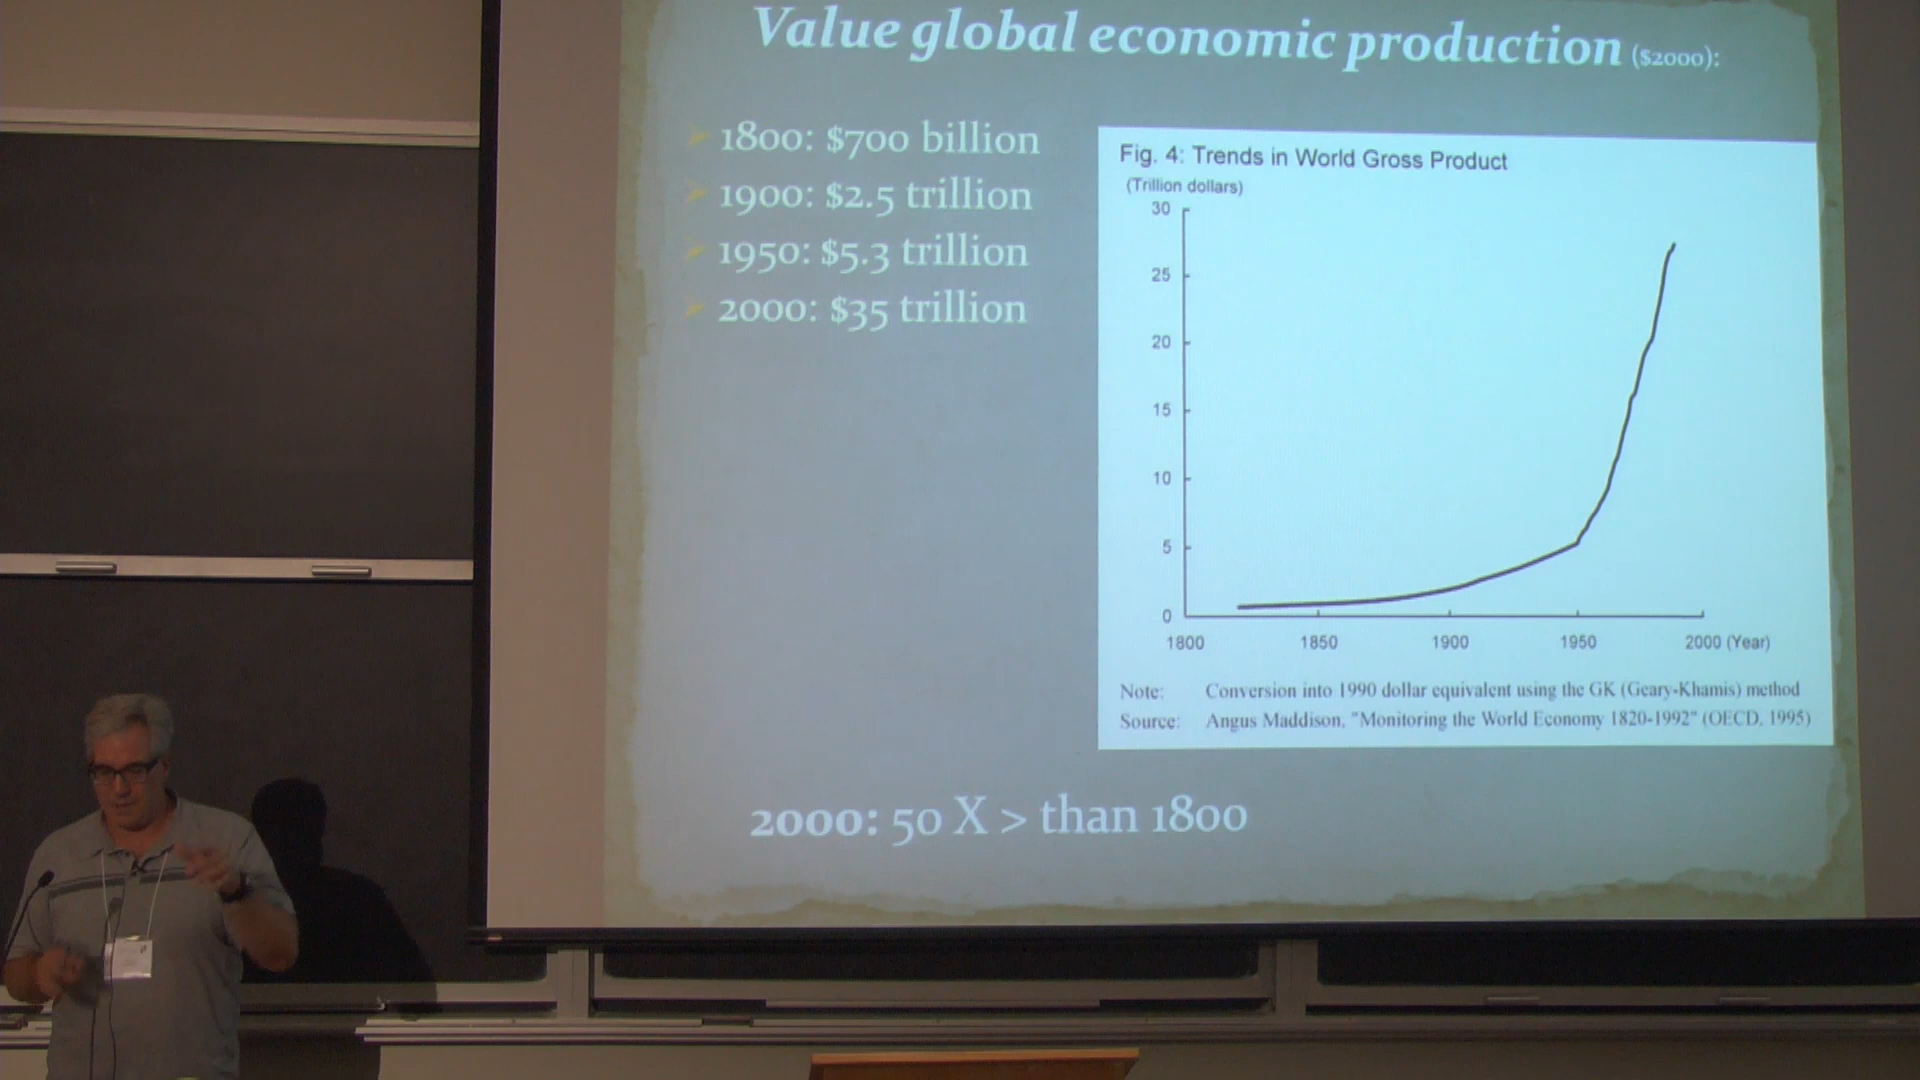 Value global economic production ($2000):
1800: $700 billion
1900: $2.5 trillion
1950: $5.3 trillion
2000: $35 trillion
Fig. 4: Trends in World Gross Product
(Trillion dollars)
30
25
20
15
10
5
0
1800 1850 1900 1950 2000 (Year)
Note: Conversion into 1990 dollar equivalent using the GK (Geary-Khamis) method
Source: Angus Maddison, "Monitoring the World Economy 1820-1992" (OECD, 1995)
2000: 50 X > than 1800